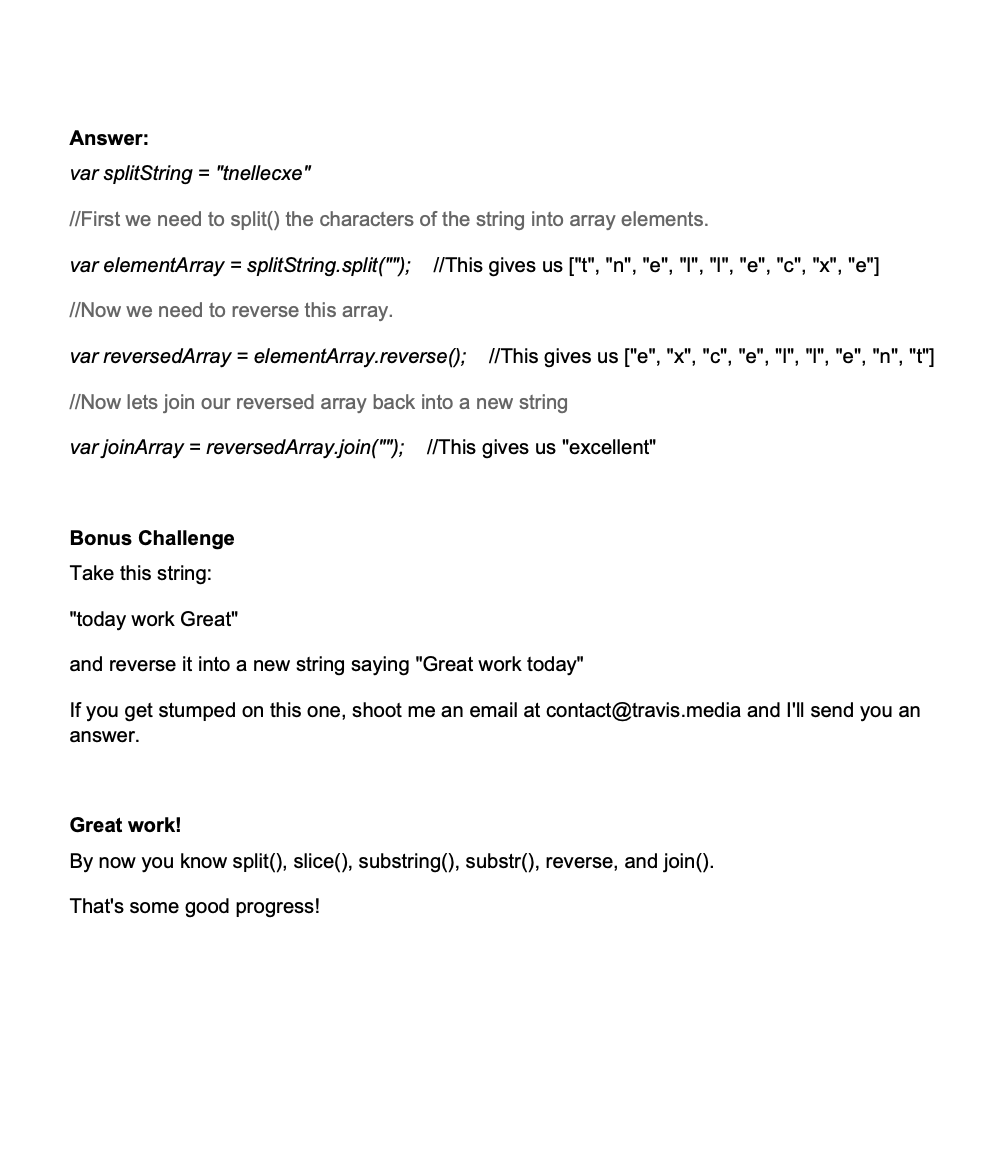 Answer:
var splitString = "tnellecxe"
//First we need to split() the characters of the string into array elements.
var elementArray = splitString.split("");    //This gives us ["t", "n", "e", "l", "l", "e", "c", "x", "e"]
//Now we need to reverse this array.
var reversedArray = elementArray.reverse();    //This gives us ["e", "x", "c", "e", "l", "l", "e", "n", "t"]
//Now lets join our reversed array back into a new string
var joinArray = reversedArray.join("");    //This gives us "excellent"
Bonus Challenge
Take this string:
"today work Great"
and reverse it into a new string saying "Great work today"
If you get stumped on this one, shoot me an email at contact@travis.media and I'll send you an
answer.
Great work!
By now you know split(), slice(), substring(), substr(), reverse, and join().
That's some good progress!